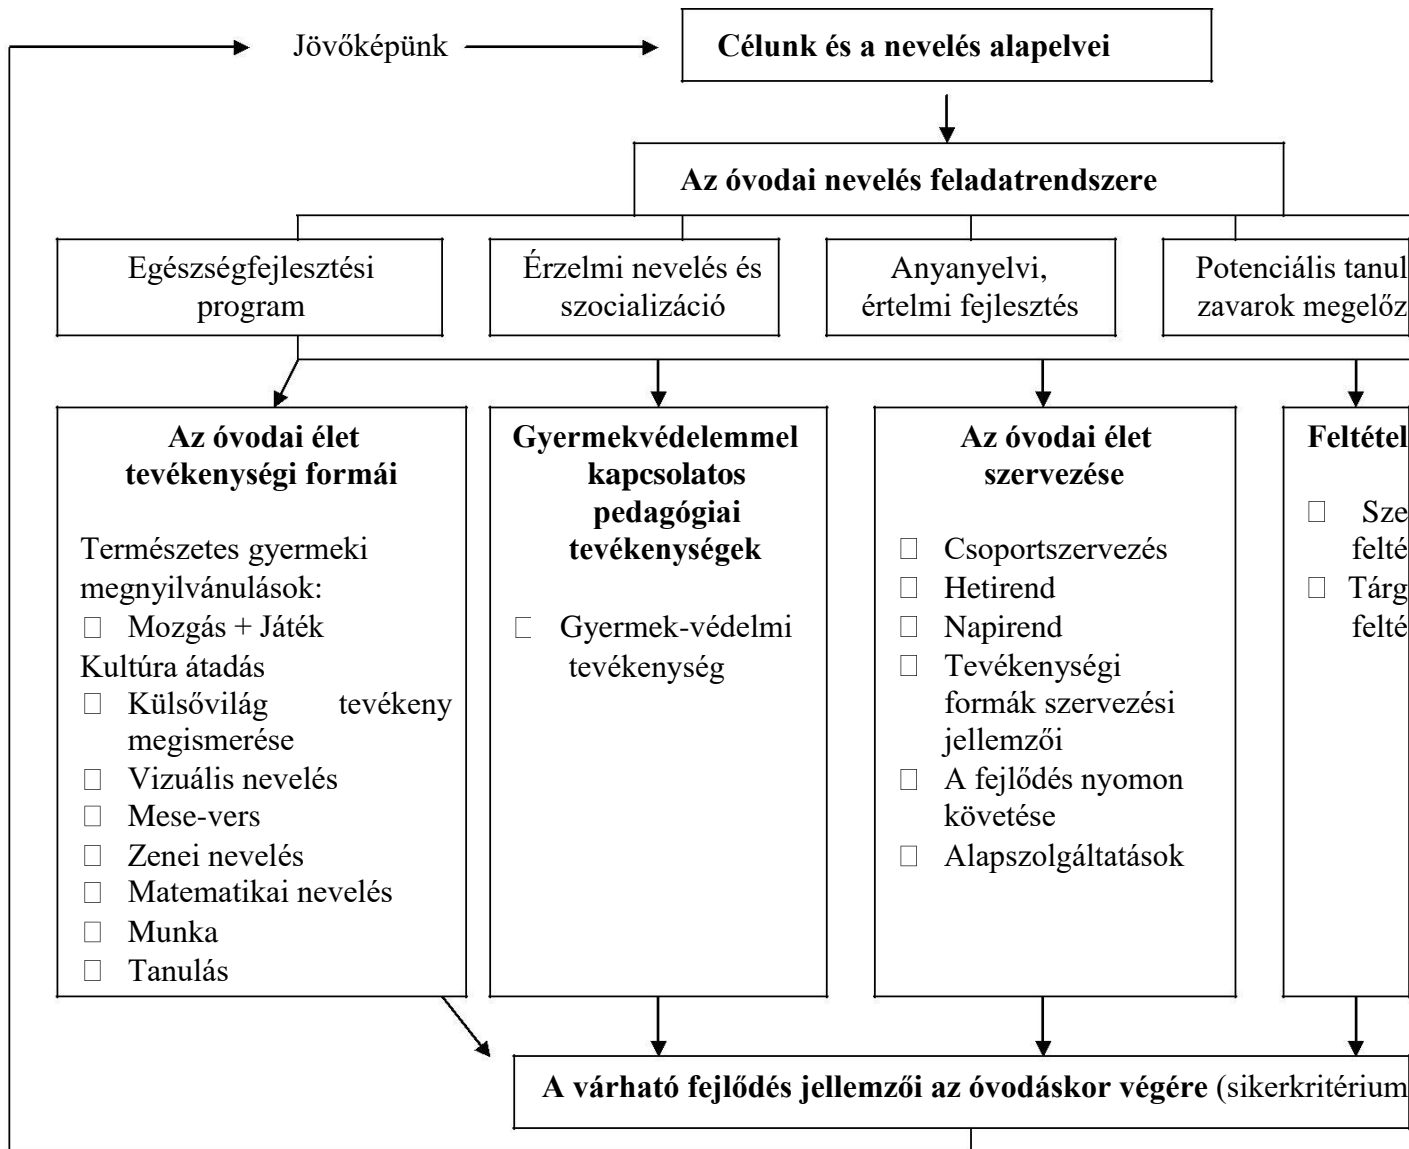 Jövőképünk
Célunk és a nevelés alapelvei
Az óvodai nevelés feladatrendszere
Egészségfejlesztési
program
Érzelmi nevelés és
szocializáció
Anyanyelvi,
értelmi fejlesztés
Potenciális tanul
zavarok megelőz
Az óvodai élet
tevékenységi formái
Természetes gyermeki
megnyilvánulások:
Mozgás + Játék
Kultúra átadás
Külsővilág tevékeny
megismerése
Vizuális nevelés
Mese-vers
Zenei nevelés
Matematikai nevelés
Munka
Tanulás
Gyermekvédelemmel
kapcsolatos
pedagógiai
tevékenységek
Gyermek-védelmi
tevékenység
Az óvodai élet
szervezése
Csoportszervezés
Hetirend
Napirend
Tevékenységi
formák szervezési
jellemzői
A fejlődés nyomon
követése
Alapszolgáltatások
Feltétel
Sze
felté
Tárg
felté
A várható fejlődés jellemzői az óvodáskor végére (sikerkritérium